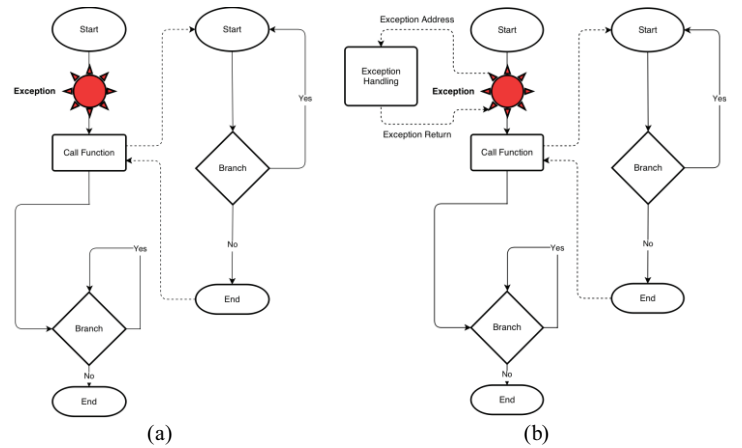 Start
Exception
Call Function
Branch
No
End
Start
Yes
Branch
No
End
Yes
(a)
Exception Address
Exception Handling
Exception Return
Start
Exception
Call Function
Branch
No
End
Start
Yes
Branch
No
End
Yes
(b)